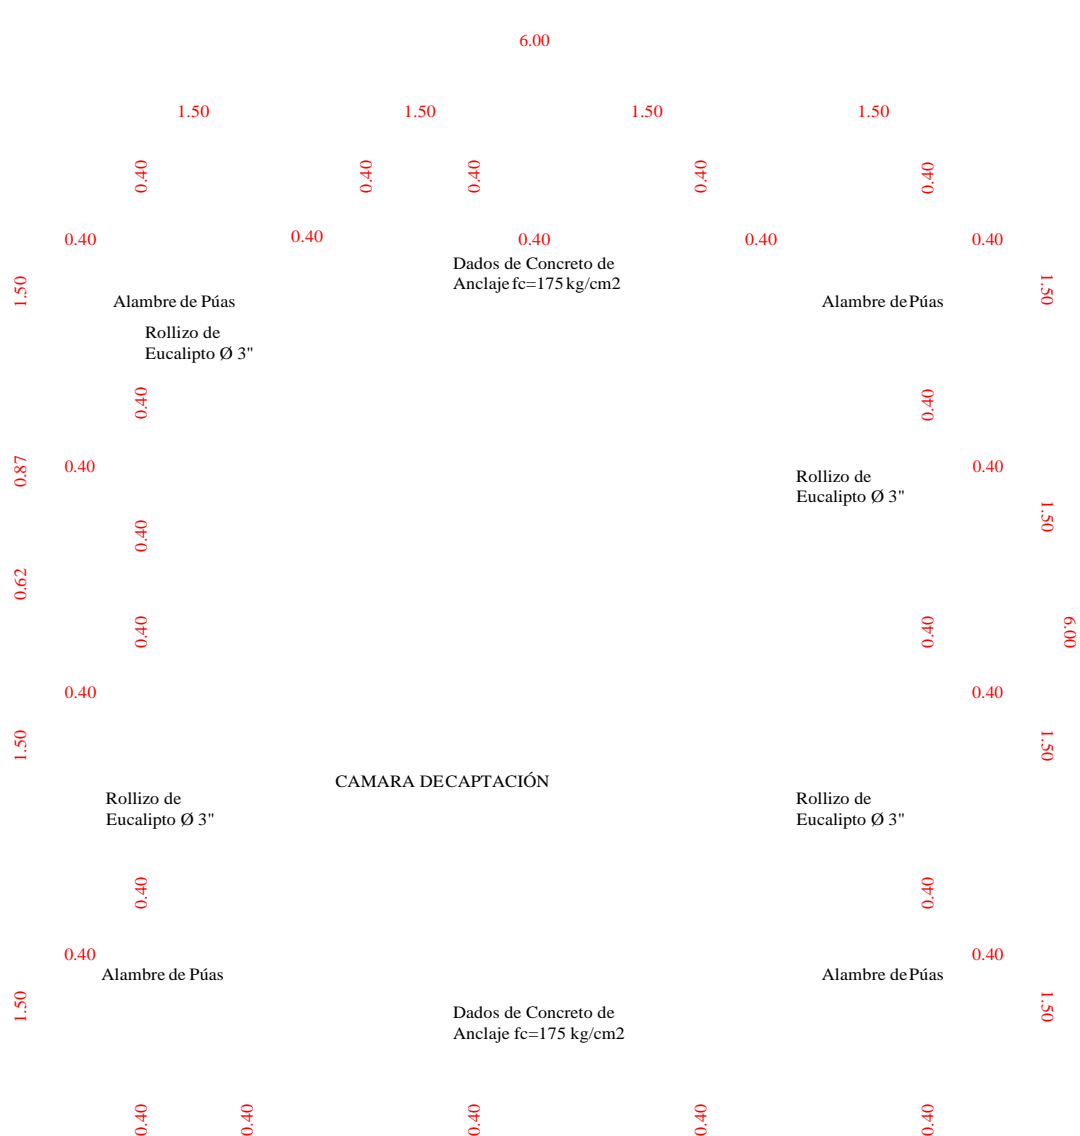 6.00
1.50 1.50 1.50 1.50
0.40 0.40 0.40 0.40 0.40
0.40 0.40 0.40 0.40 0.40
Dados de Concreto de
Anclaje fc=175 kg/cm2
1.50
Alambre de Púas
Alambre de Púas
1.50
Rollizo de
Eucalipto Ø 3"
0.40
0.40
0.87
0.40
0.40
Rollizo de
Eucalipto Ø 3"
1.50
0.40
0.62
0.40
0.40
6.00
0.40
0.40
1.50
1.50
CAMARA DE CAPTACIÓN
Rollizo de
Eucalipto Ø 3"
Rollizo de
Eucalipto Ø 3"
0.40
0.40
0.40
0.40
Alambre de Púas
Alambre de Púas
1.50
1.50
Dados de Concreto de
Anclaje fc=175 kg/cm2
0.40 0.40 0.40 0.40 0.40